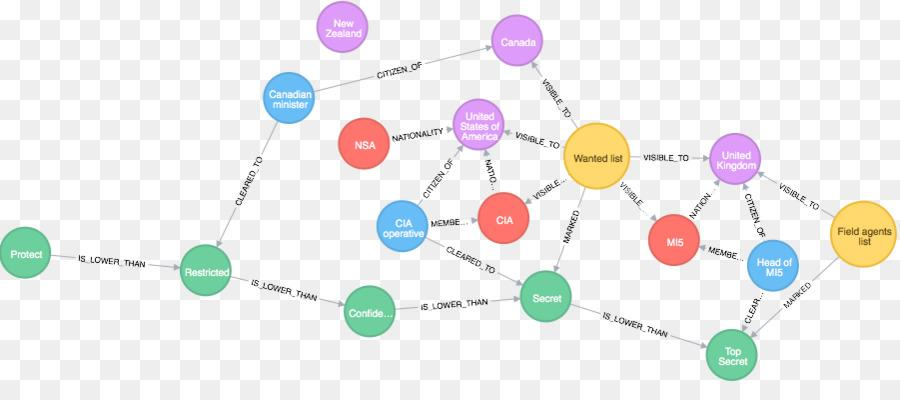 New
Zealand
Canada
CITIZEN_OF
Canadian
minister
VISIBLE_TO
United
States of
America
NSA
NATIONALITY
VISIBLE_TO
Wanted list
VISIBLE_TO
United
Kingdom
CLEARED_TO
CITIZEN_OF
NATIO...
VISIBLE...
VISIBLE...
NATION...
CITIZEN_OF
VISIBLE_TO
CIA
operative
MEMBE...
CIA
MARKED
MI5
MEMBE...
Head of
MI5
Field agents
list
Protect
IS_LOWER_THAN
Restricted
CLEARED_TO
IS_LOWER_THAN
Confide...
IS_LOWER_THAN
Secret
CLEAR...
MARKED
IS_LOWER_THAN
Top
Secret